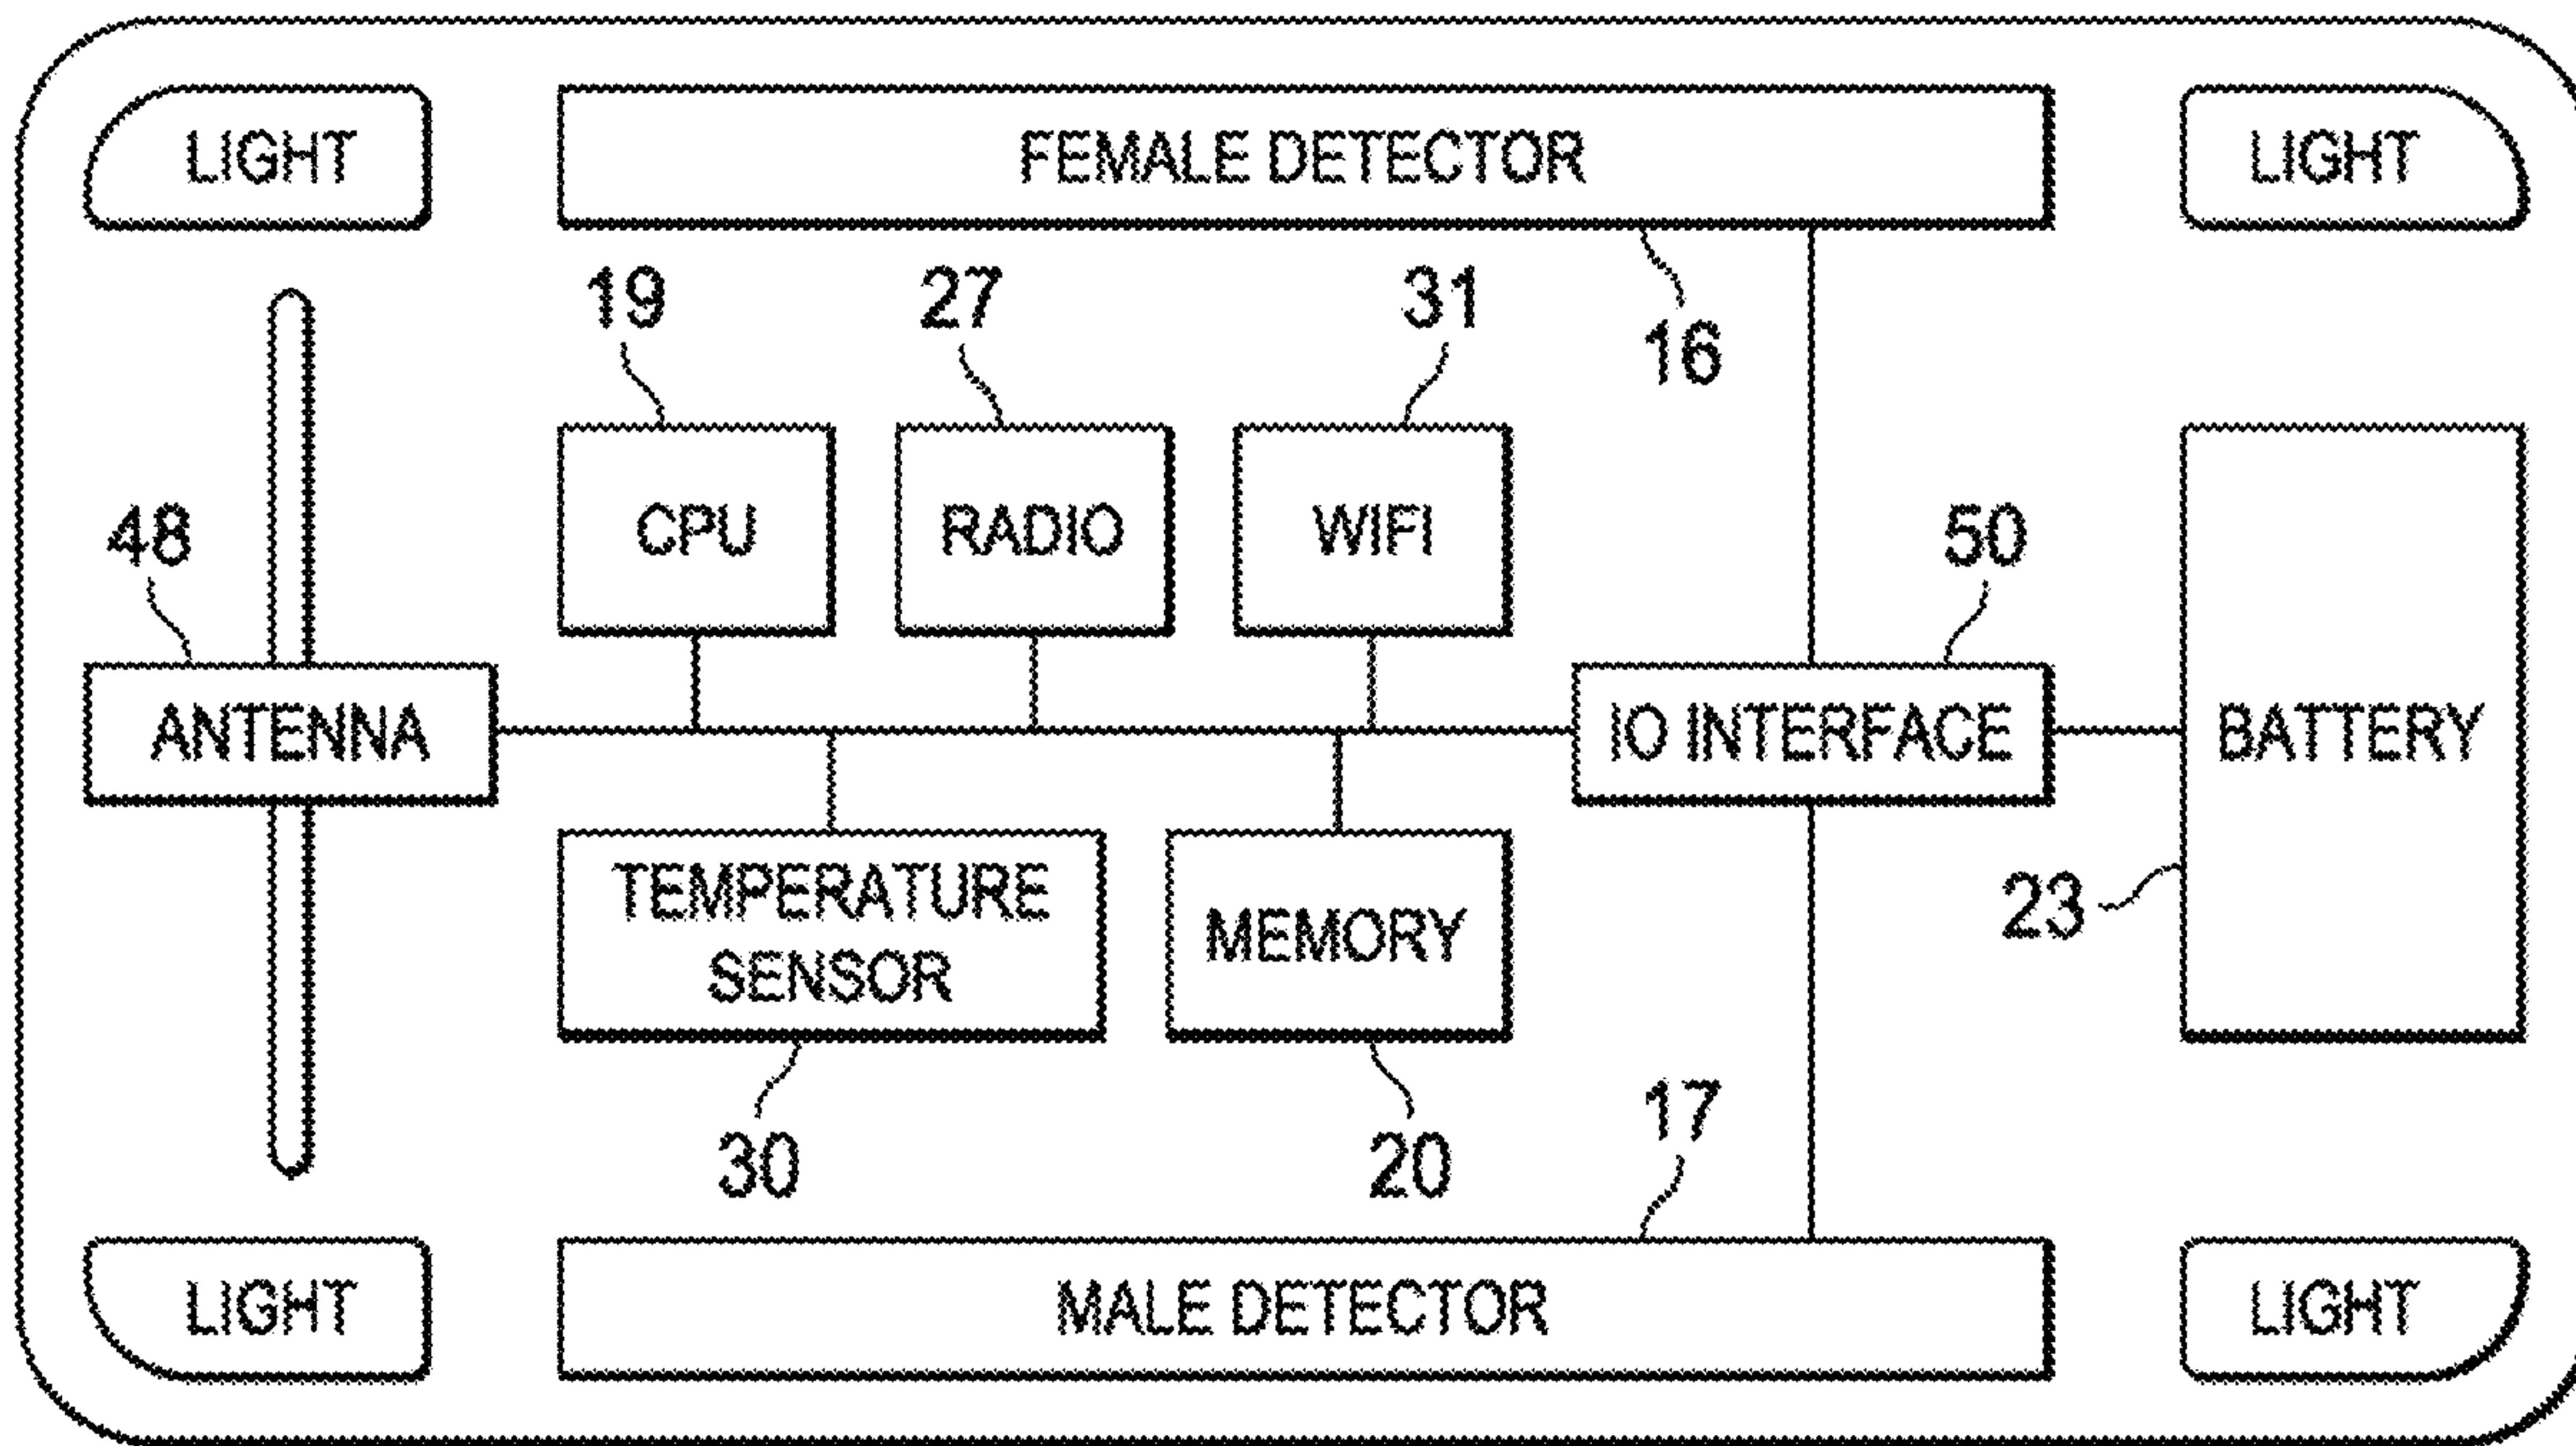 LIGHT
FEMALE DETECTOR
LIGHT
19
27
31
16
48
CPU
RADIO
WIFI
50
ANTENNA
IO INTERFACE
BATTERY
TEMPERATURE
SENSOR
MEMORY
23
30
20
17
LIGHT
MALE DETECTOR
LIGHT